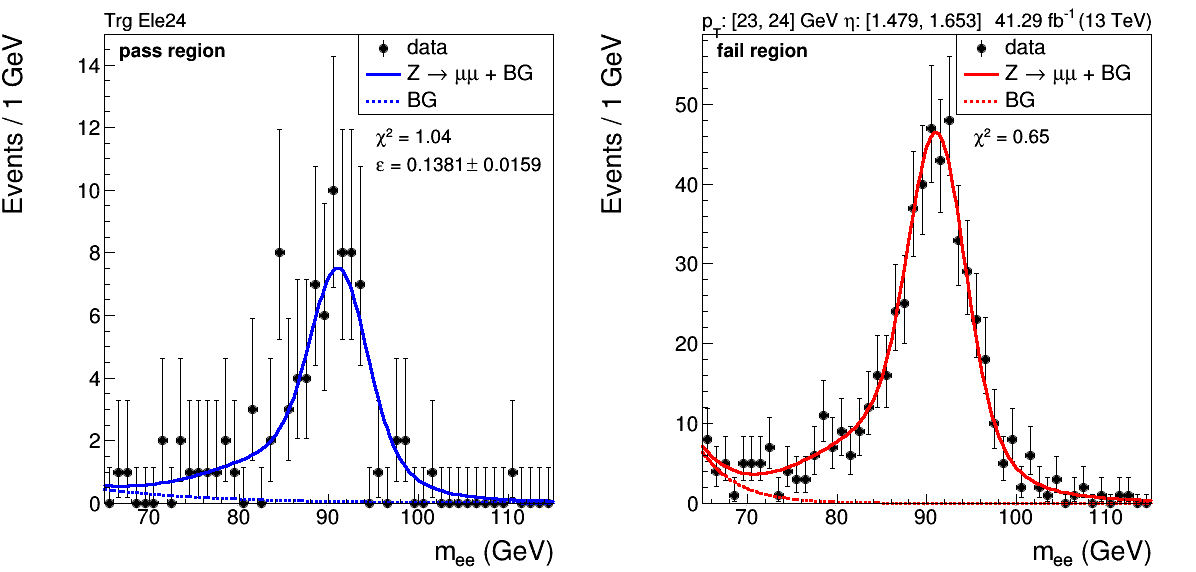 Trg Ele24
pass region
data
Z → μμ + BG
BG
χ² = 1.04
ε = 0.1381 ± 0.0159
Events / 1 GeV
14
12
10
8
6
4
2
0
70 80 90 100 110
m_ee (GeV)
p_T: [23, 24] GeV η: [1.479, 1.653] 41.29 fb⁻¹ (13 TeV)
fail region
data
Z → μμ + BG
BG
χ² = 0.65
Events / 1 GeV
50
40
30
20
10
0
70 80 90 100 110
m_ee (GeV)